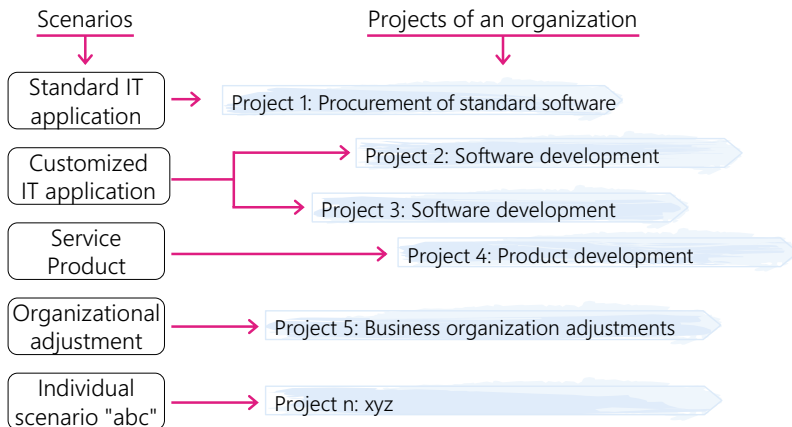 Scenarios
Projects of an organization
Standard IT
application
Project 1: Procurement of standard software
Customized
IT application
Project 2: Software development
Project 3: Software development
Service
Product
Project 4: Product development
Organizational
adjustment
Project 5: Business organization adjustments
Individual
scenario "abc"
Project n: xyz